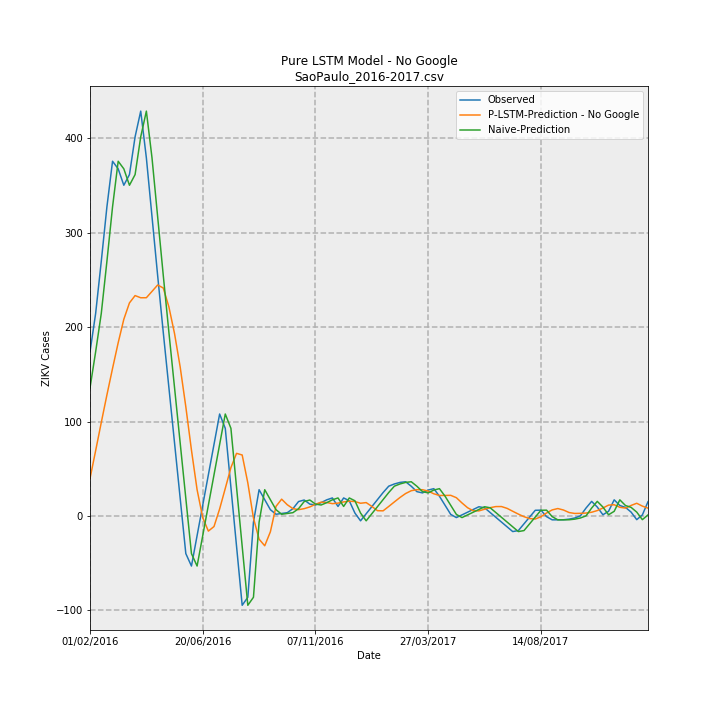 Pure LSTM Model - No Google
SaoPaulo_2016-2017.csv
Observed
P-LSTM-Prediction - No Google
Naive-Prediction
ZIKV Cases
400
300
200
100
0
−100
01/02/2016 20/06/2016 07/11/2016 27/03/2017 14/08/2017
Date